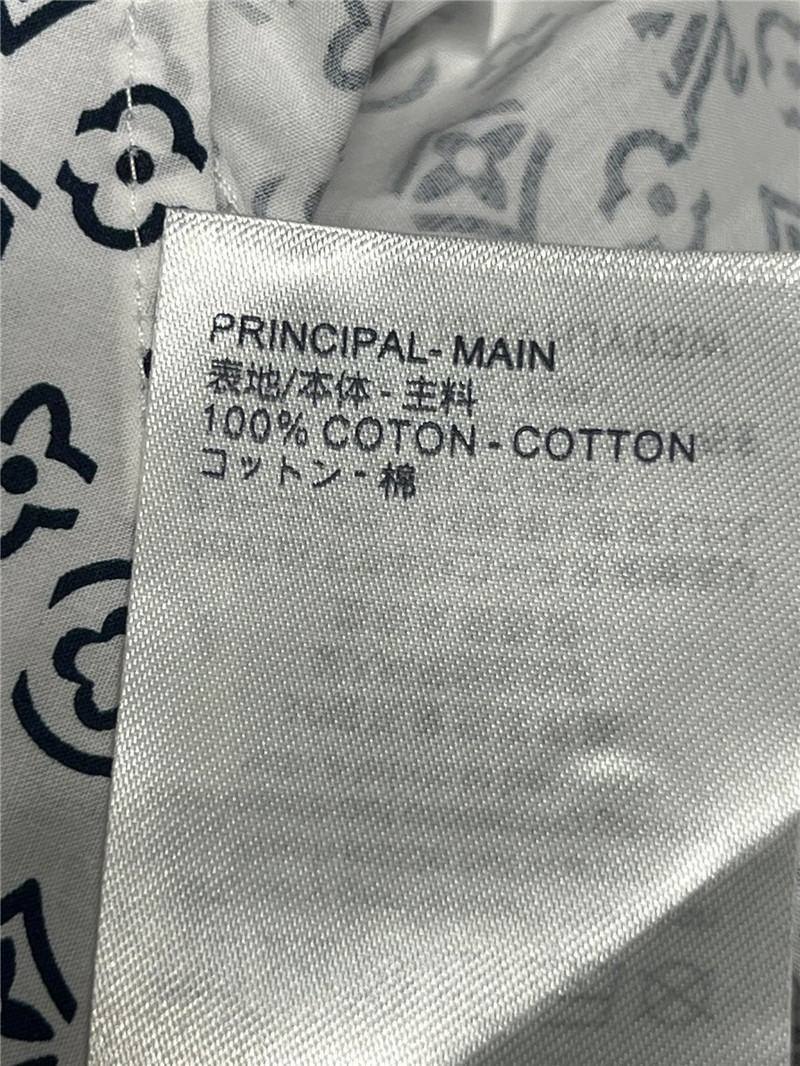 PRINCIPAL- MAIN
表地/本体 - 主料
100% COTON - COTTON
コットン - 棉